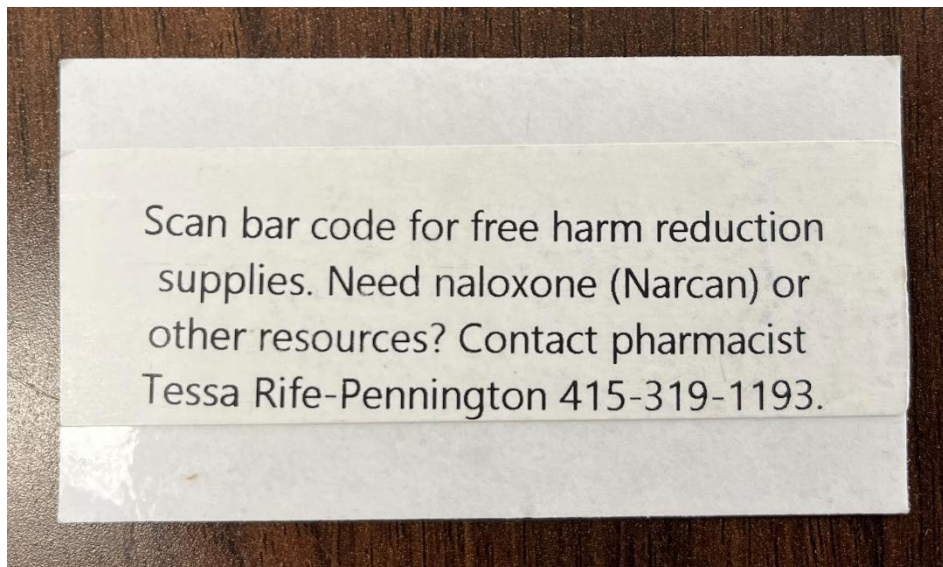 Scan bar code for free harm reduction
supplies. Need naloxone (Narcan) or
other resources? Contact pharmacist
Tessa Rife-Pennington 415-319-1193.